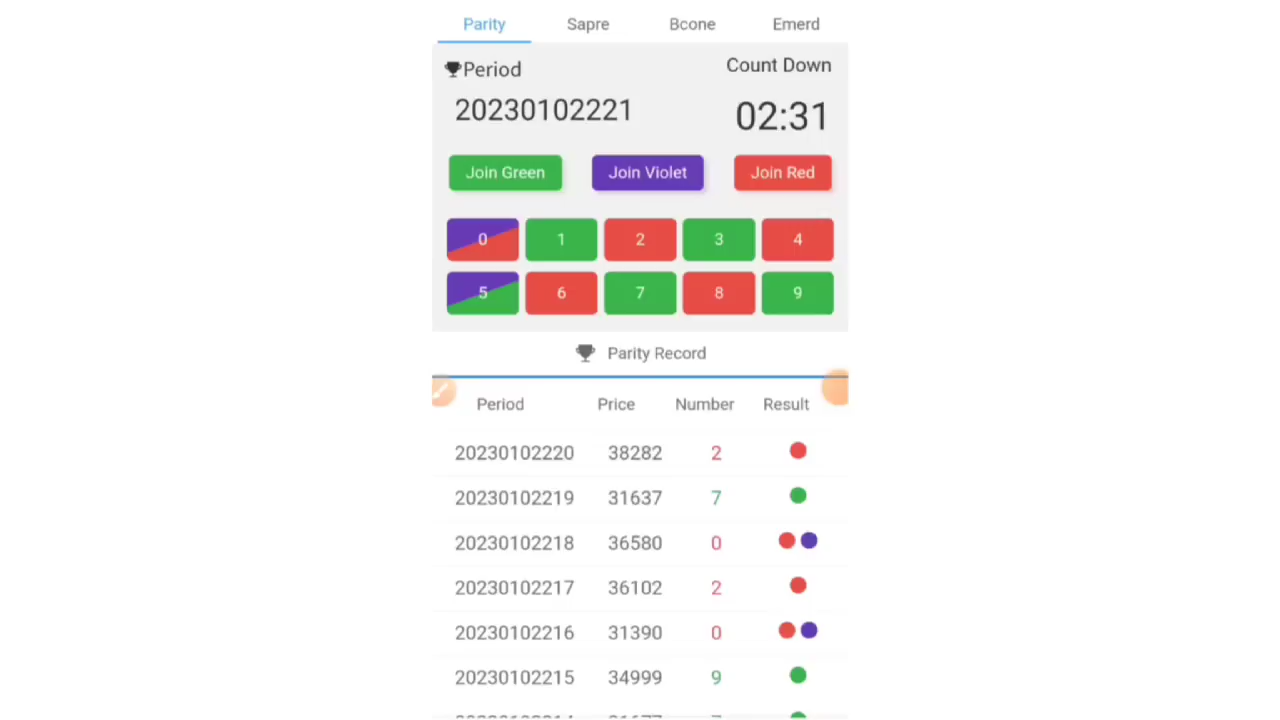 Parity Sapre Bcone Emerd
Period Count Down
20230102221 02:31
Join Green Join Violet Join Red
0 1 2 3 4
5 6 7 8 9
Parity Record
Period Price Number Result
20230102220 38282 2
20230102219 31637 7
20230102218 36580 0
20230102217 36102 2
20230102216 31390 0
20230102215 34999 9